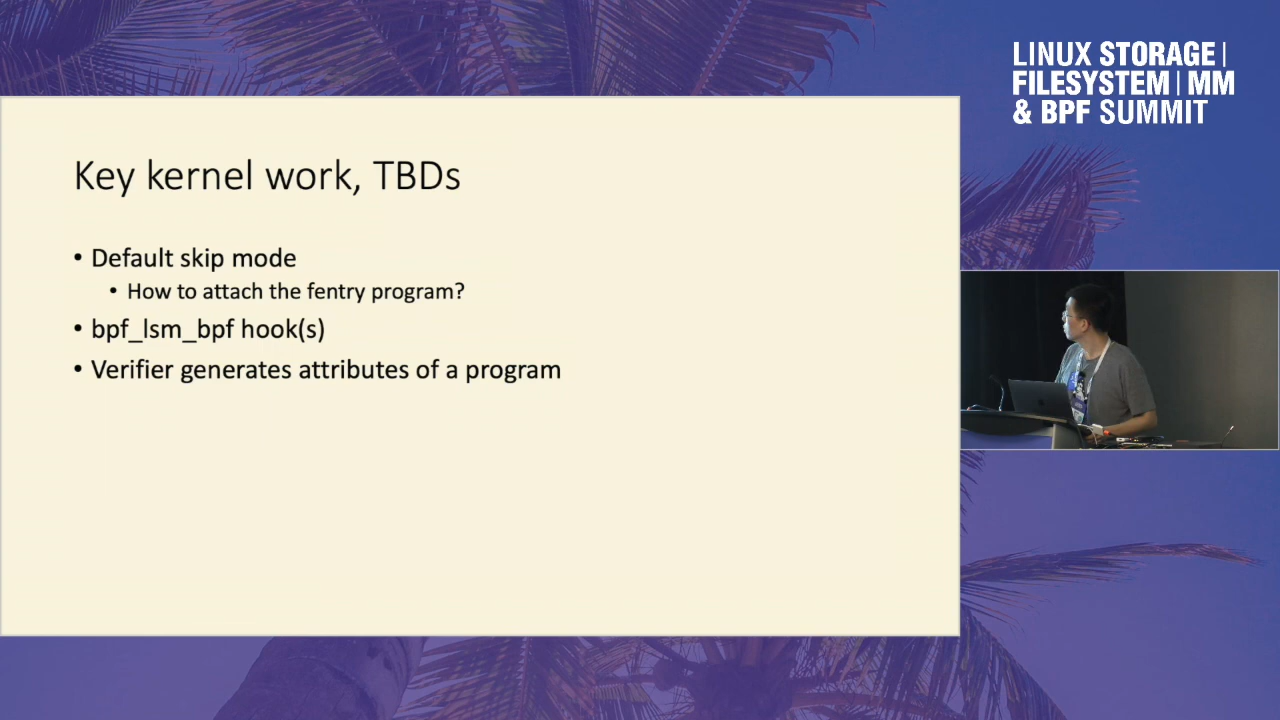 LINUX STORAGE |
FILESYSTEM | MM
& BPF SUMMIT
Key kernel work, TBDs
• Default skip mode
• How to attach the fentry program?
• bpf_lsm_bpf hook(s)
• Verifier generates attributes of a program